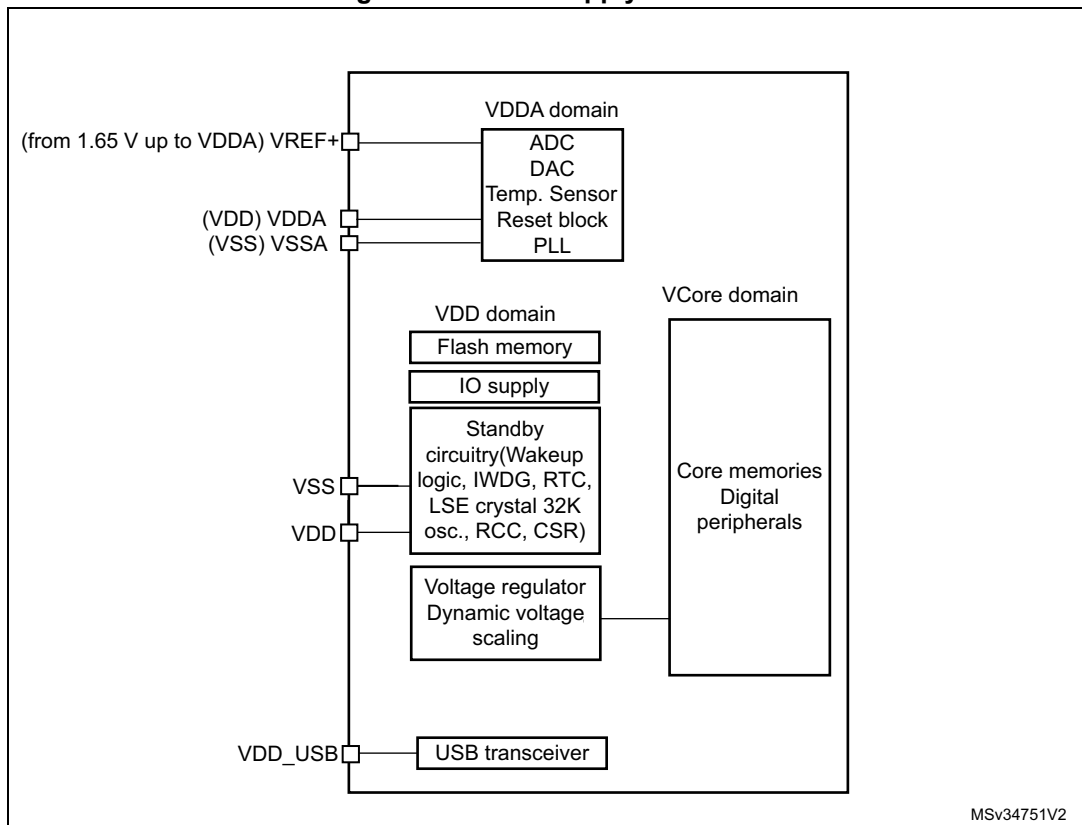 VDDA domain
(from 1.65 V up to VDDA) VREF+
ADC
DAC
Temp. Sensor
(VDD) VDDA
Reset block
(VSS) VSSA
PLL
VCore domain
VDD domain
Flash memory
IO supply
Standby
circuitry(Wakeup
logic, IWDG, RTC,
LSE crystal 32K
osc., RCC, CSR)
VSS
VDD
Core memories
Digital
peripherals
Voltage regulator
Dynamic voltage
scaling
VDD_USB
USB transceiver
MSv34751V2